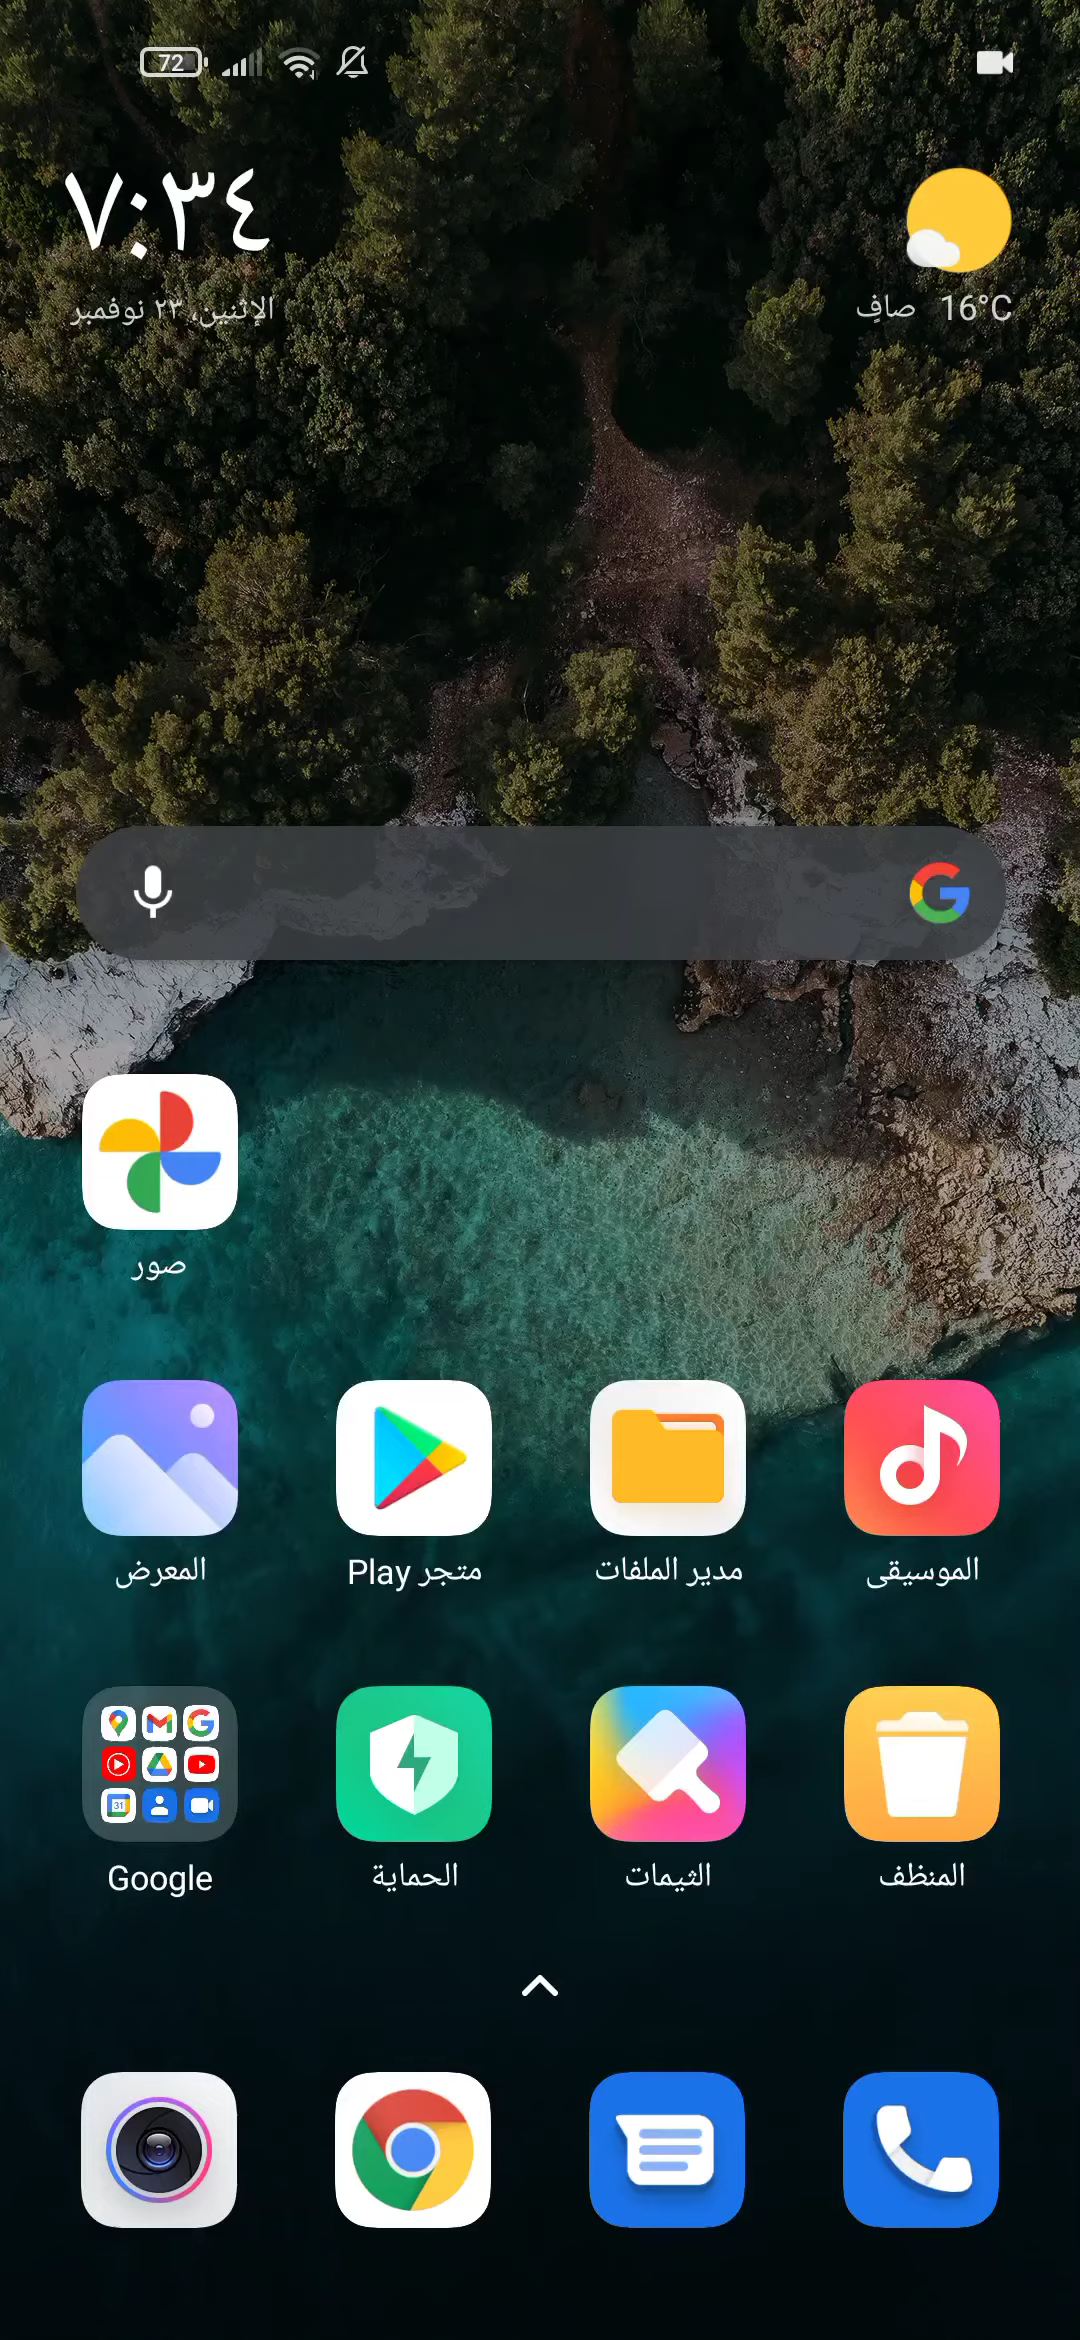 72
٧:٣٤
الإثنين، ٢٣ نوفمبر
16°C صافٍ
صور
الموسيقى
مدير الملفات
متجر Play
المعرض
31
المنظف
الثيمات
الحماية
Google